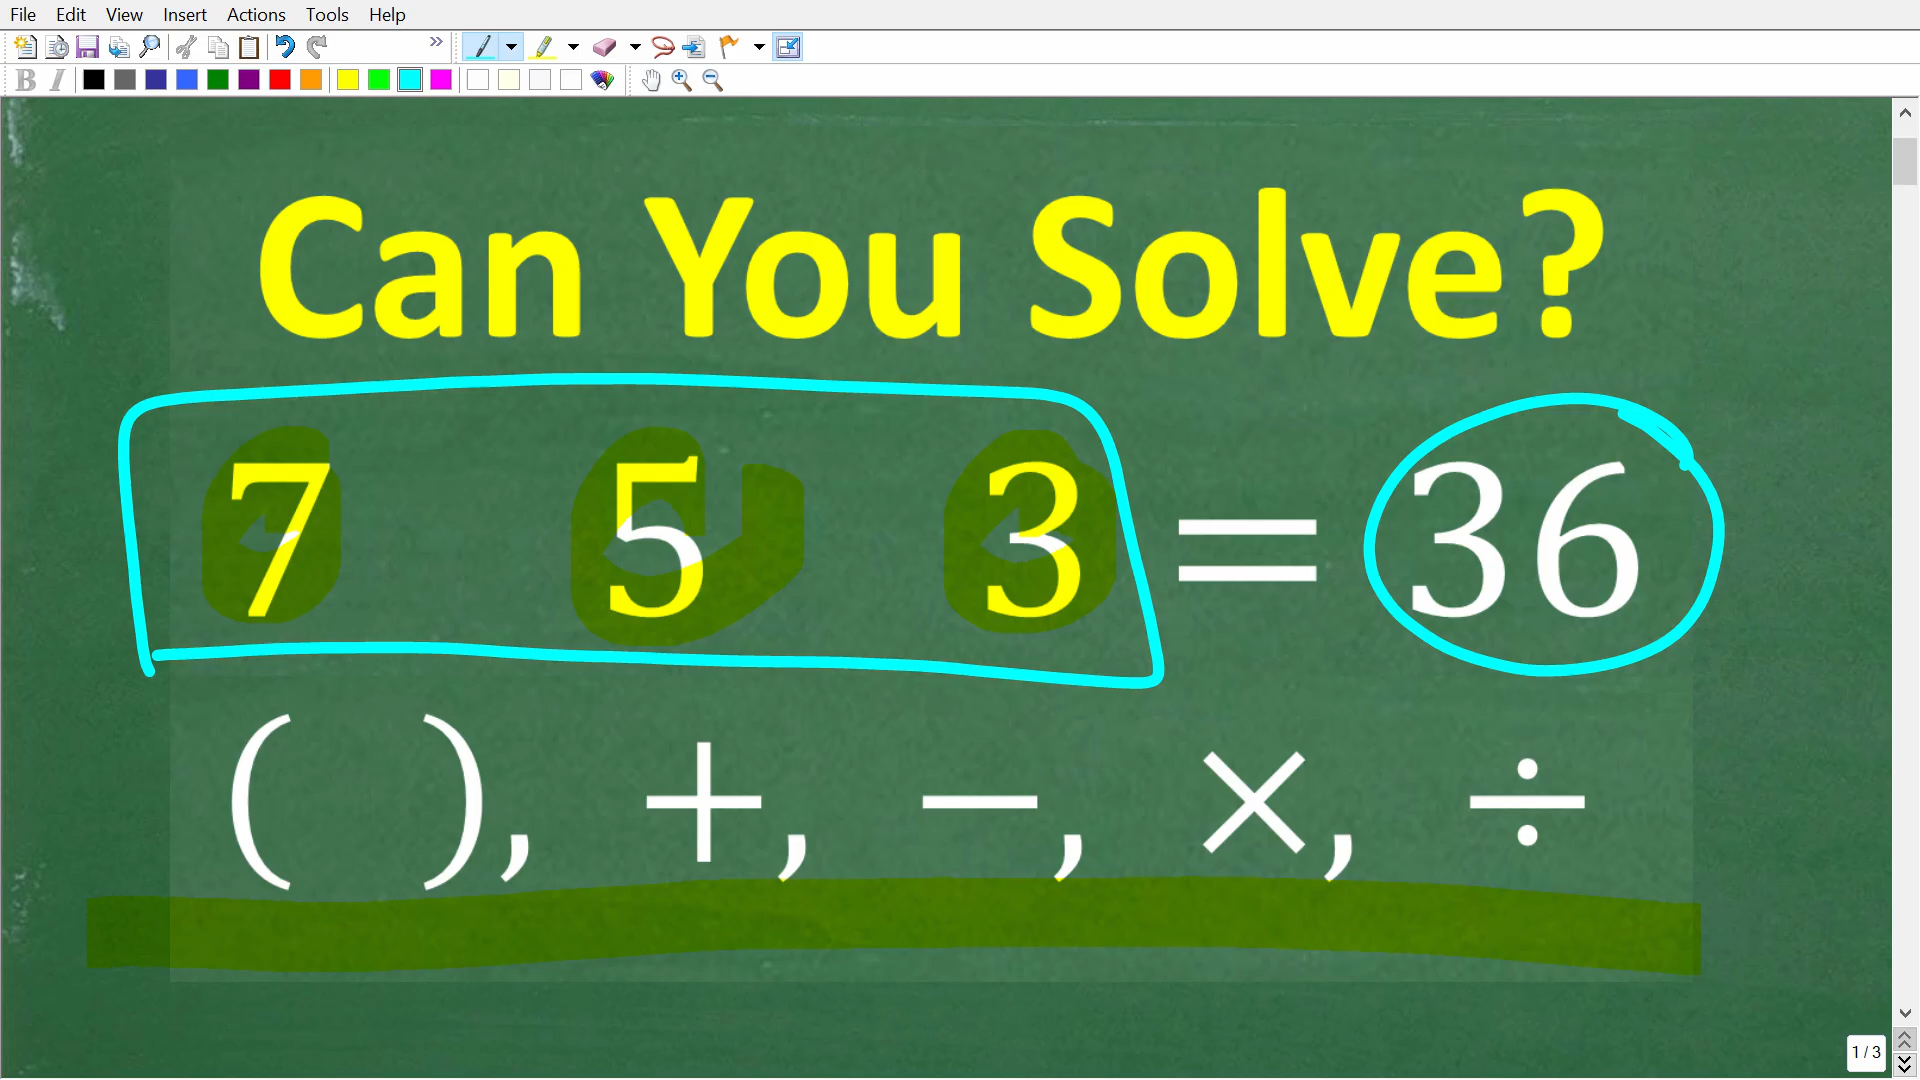 File Edit View Insert Actions Tools Help
B I
Can You Solve?
7 5 3 = 36
( ), +, −, ×, ÷
1 / 3